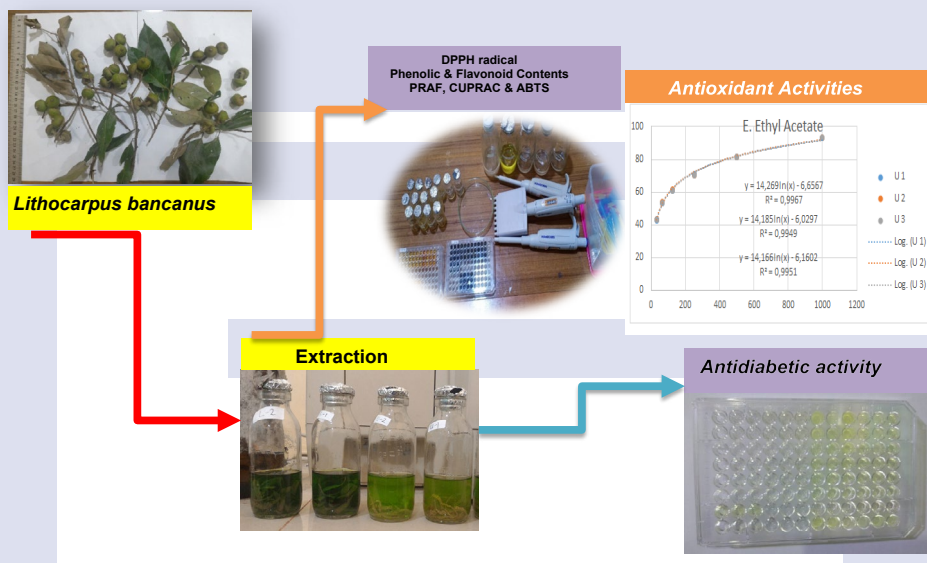 Lithocarpus bancanus
DPPH radical
Phenolic & Flavonoid Contents
PRAF, CUPRAC & ABTS
Antioxidant Activities
E. Ethyl Acetate
100
80
60
40
20
0
0
200
400
600
800
1000
1200
y = 14,269ln(x) - 6,6567
R² = 0,9967
y = 14,185ln(x) - 6,0297
R² = 0,9949
y = 14,166ln(x) - 6,1602
R² = 0,9951
U 1
U 2
U 3
Log. (U 1)
Log. (U 2)
Log. (U 3)
Extraction
Antidiabetic activity